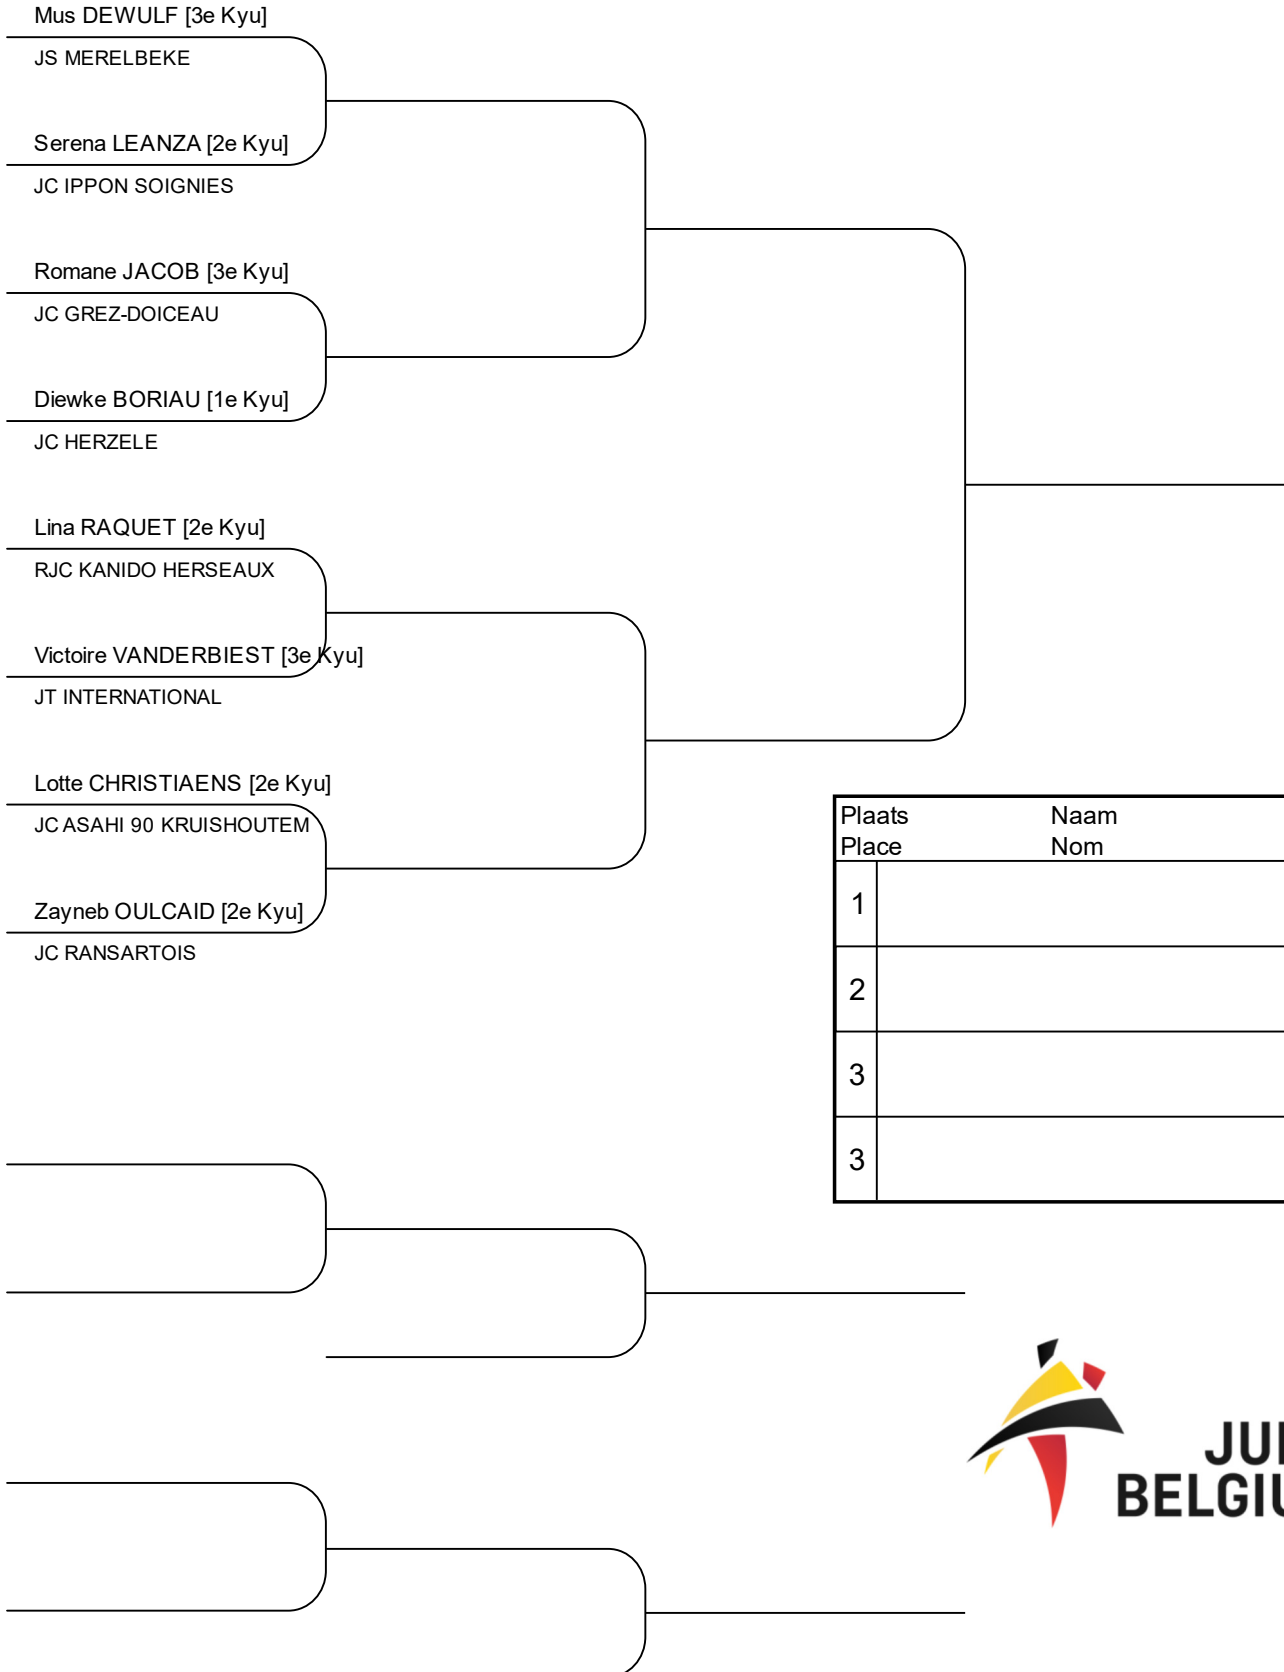 Mus DEWULF [3e Kyu]
JS MERELBEKE
Serena LEANZA [2e Kyu]
JC IPPON SOIGNIES
Romane JACOB [3e Kyu]
JC GREZ-DOICEAU
Diewke BORIAU [1e Kyu]
JC HERZELE
Lina RAQUET [2e Kyu]
RJC KANIDO HERSEAUX
Victoire VANDERBIEST [3e Kyu]
JT INTERNATIONAL
Lotte CHRISTIAENS [2e Kyu]
JC ASAHI 90 KRUISHOUTEM
Zayneb OULCAID [2e Kyu]
JC RANSARTOIS
Plaats Naam
Place Nom
1
2
3
3
JU
BELGIU